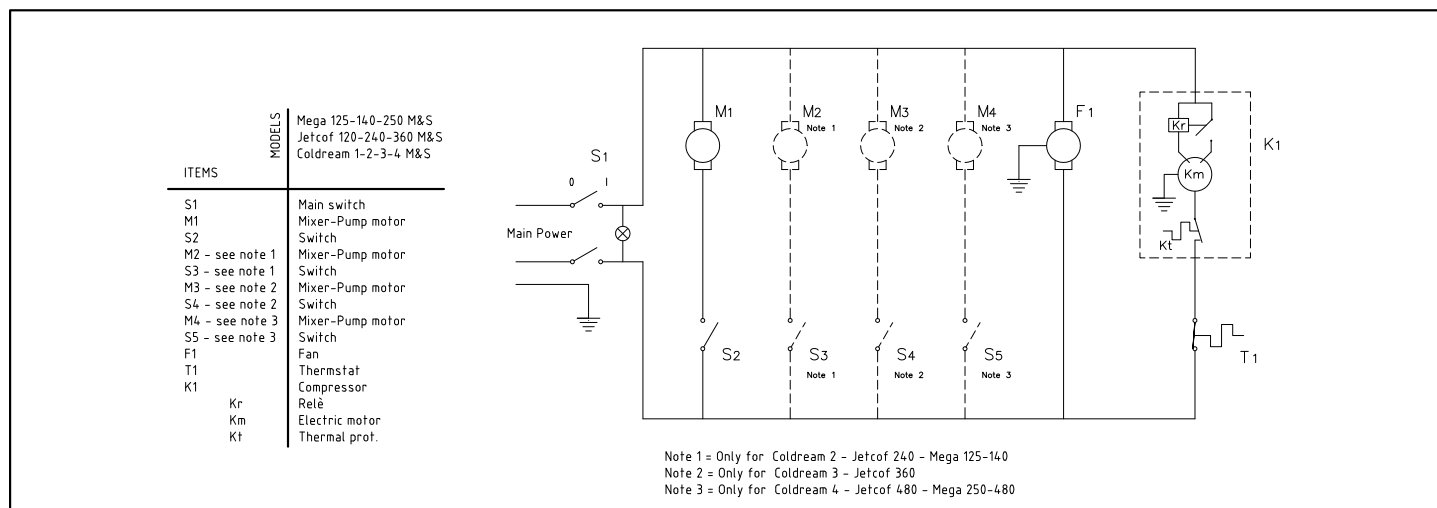 MODELS
Mega 125-140-250 M&S
Jetcof 120-240-360 M&S
Coldream 1-2-3-4 M&S
ITEMS
S1 Main switch
M1 Mixer-Pump motor
S2 Switch
M2 - see note 1 Mixer-Pump motor
S3 - see note 1 Switch
M3 - see note 2 Mixer-Pump motor
S4 - see note 2 Switch
M4 - see note 3 Mixer-Pump motor
S5 - see note 3 Switch
F1 Fan
T1 Thermstat
K1 Compressor
Kr Relè
Km Electric motor
Kt Thermal prot.
S1
0 1
Main Power
M1
M2
Note 1
M3
Note 2
M4
Note 3
F1
Kr
K1
Km
Kt
S2
S3
Note 1
S4
Note 2
S5
Note 3
T1
Note 1 = Only for Coldream 2 - Jetcof 240 - Mega 125-140
Note 2 = Only for Coldream 3 - Jetcof 360
Note 3 = Only for Coldream 4 - Jetcof 480 - Mega 250-480